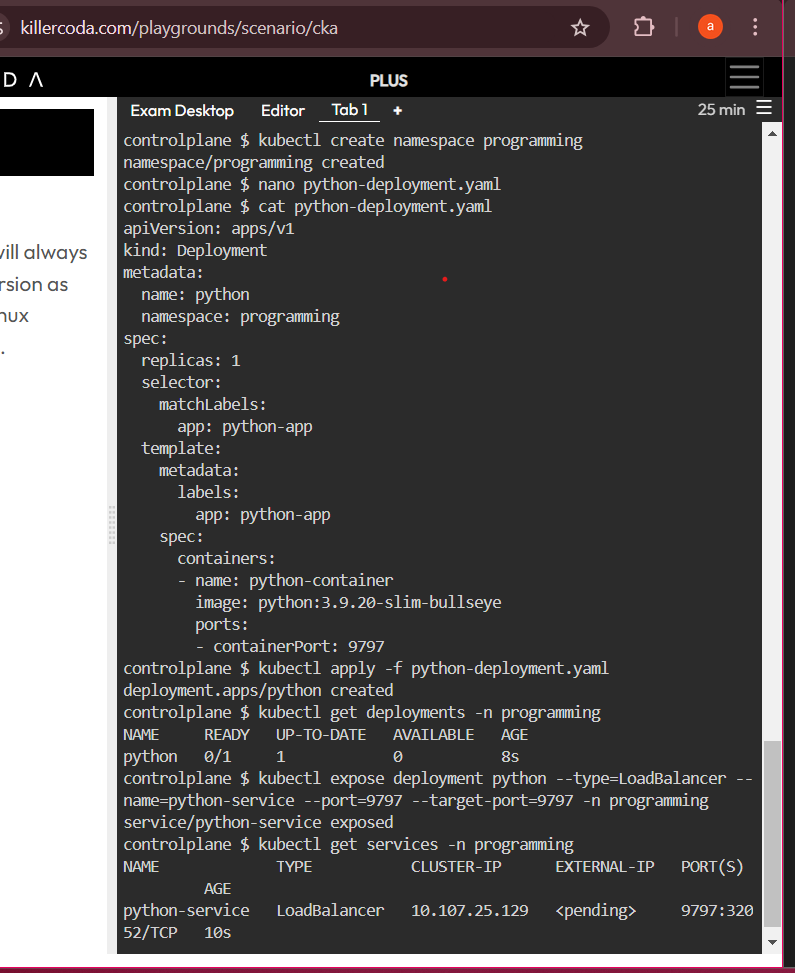 killercoda.com/playgrounds/scenario/cka
a
D Λ
PLUS
Exam Desktop Editor Tab 1 +
25 min
will always
rsion as
nux
.
controlplane $ kubectl create namespace programming
namespace/programming created
controlplane $ nano python-deployment.yaml
controlplane $ cat python-deployment.yaml
apiVersion: apps/v1
kind: Deployment
metadata:
  name: python
  namespace: programming
spec:
  replicas: 1
  selector:
    matchLabels:
      app: python-app
  template:
    metadata:
      labels:
        app: python-app
    spec:
      containers:
      - name: python-container
        image: python:3.9.20-slim-bullseye
        ports:
        - containerPort: 9797
controlplane $ kubectl apply -f python-deployment.yaml
deployment.apps/python created
controlplane $ kubectl get deployments -n programming
NAME     READY   UP-TO-DATE   AVAILABLE   AGE
python   0/1     1            0           8s
controlplane $ kubectl expose deployment python --type=LoadBalancer --
name=python-service --port=9797 --target-port=9797 -n programming
service/python-service exposed
controlplane $ kubectl get services -n programming
NAME             TYPE           CLUSTER-IP      EXTERNAL-IP   PORT(S)
         AGE
python-service   LoadBalancer   10.107.25.129   <pending>     9797:320
52/TCP   10s